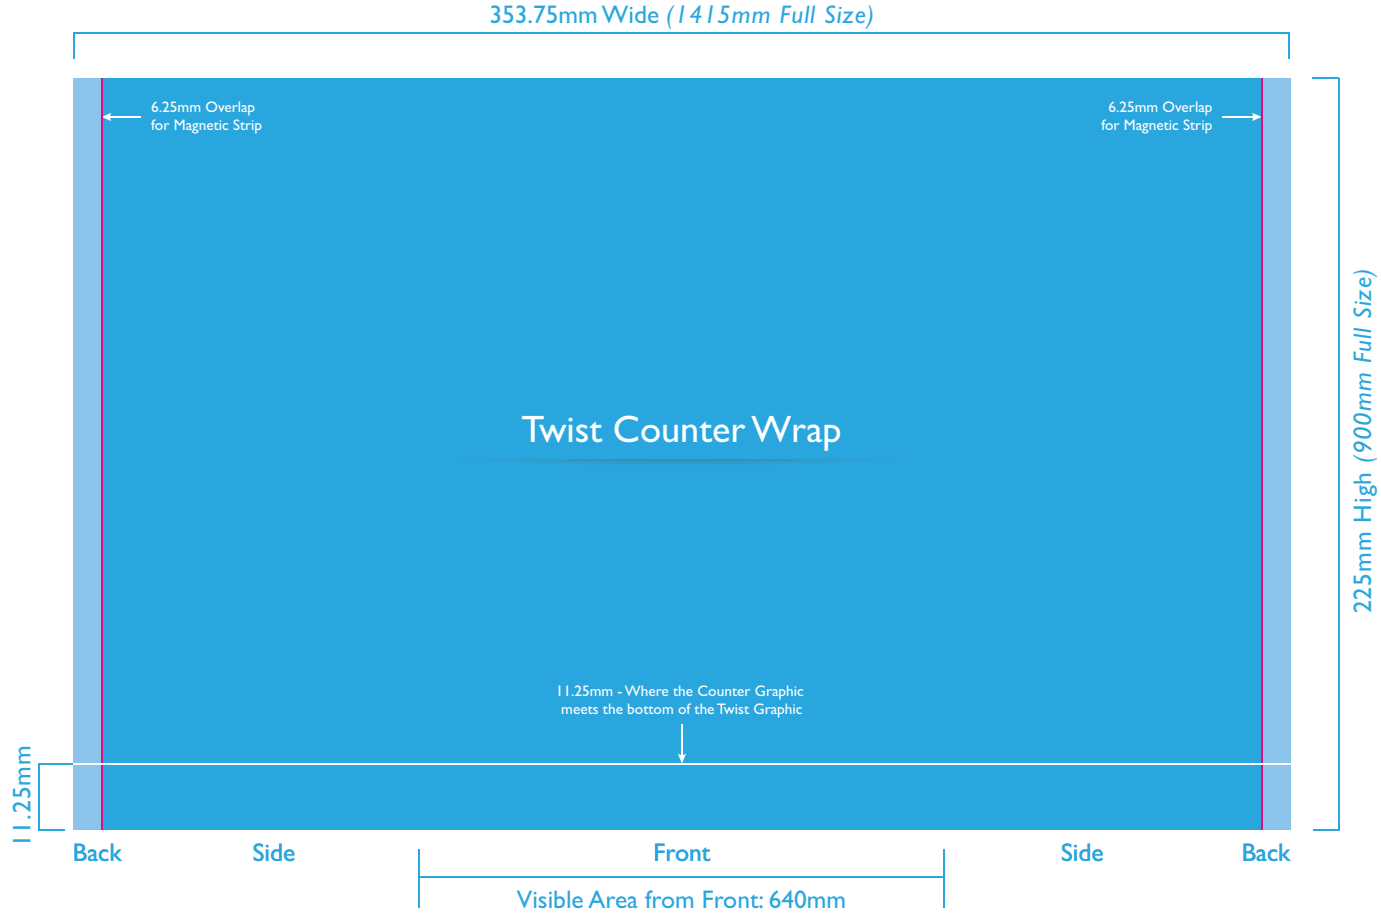 353.75mm Wide (1415mm Full Size)
6.25mm Overlap
for Magnetic Strip
6.25mm Overlap
for Magnetic Strip
225mm High (900mm Full Size)
Twist Counter Wrap
11.25mm - Where the Counter Graphic
meets the bottom of the Twist Graphic
11.25mm
Back Side Front Side Back
Visible Area from Front: 640mm